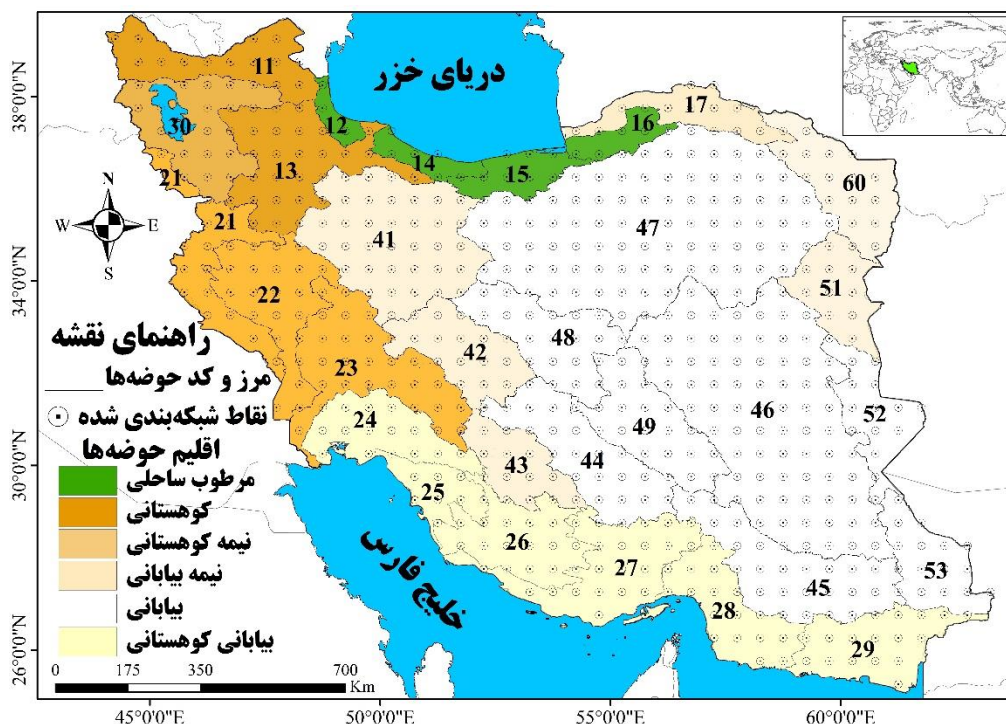 38°0'0"N
34°0'0"N
30°0'0"N
26°0'0"N
دریای خزر
11
12
13
14
15
16
17
30
21
21
22
23
24
25
26
27
28
29
41
42
43
44
45
46
47
48
49
51
52
53
60
N
W
E
S
خلیج فارس
راهنمای نقشه
مرز و کد حوضه‌ها
نقاط شبکه‌بندی شده
اقلیم حوضه‌ها
مرطوب ساحلی
کوهستانی
نیمه کوهستانی
نیمه بیابانی
بیابانی
بیابانی کوهستانی
0 175 350 700
Km
45°0'0"E 50°0'0"E 55°0'0"E 60°0'0"E